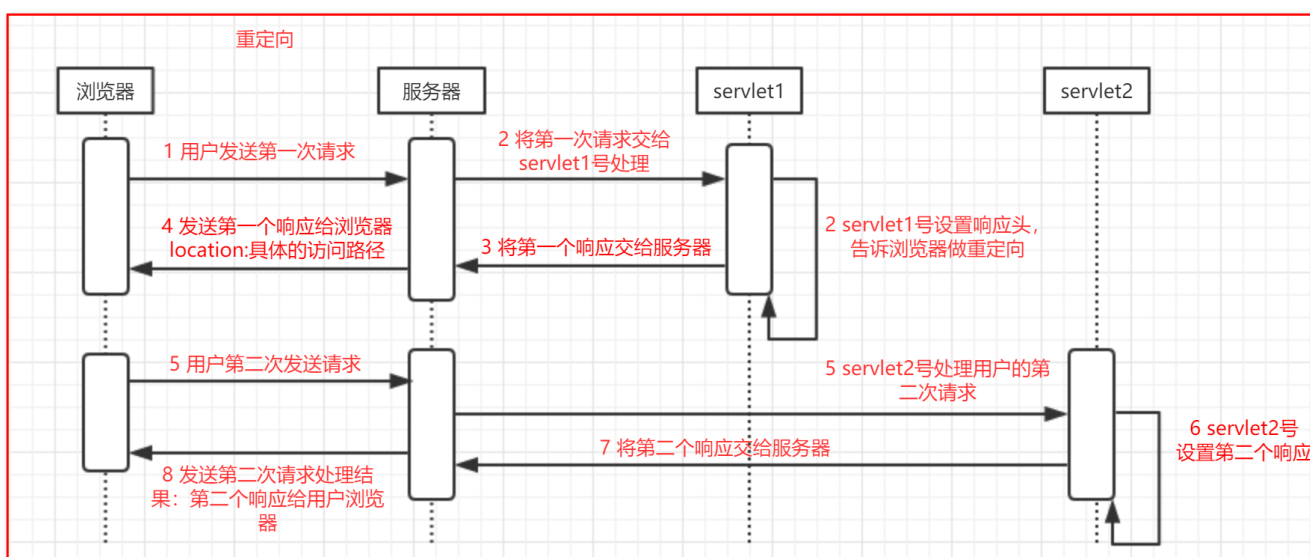 重定向
浏览器
服务器
servlet1
servlet2
1 用户发送第一次请求
2 将第一次请求交给
servlet1号处理
2 servlet1号设置响应头，
告诉浏览器做重定向
3 将第一个响应交给服务器
4 发送第一个响应给浏览器
location:具体的访问路径
5 用户第二次发送请求
5 servlet2号处理用户的第
二次请求
6 servlet2号
设置第二个响应
7 将第二个响应交给服务器
8 发送第二次请求处理结
果：第二个响应给用户浏览
器